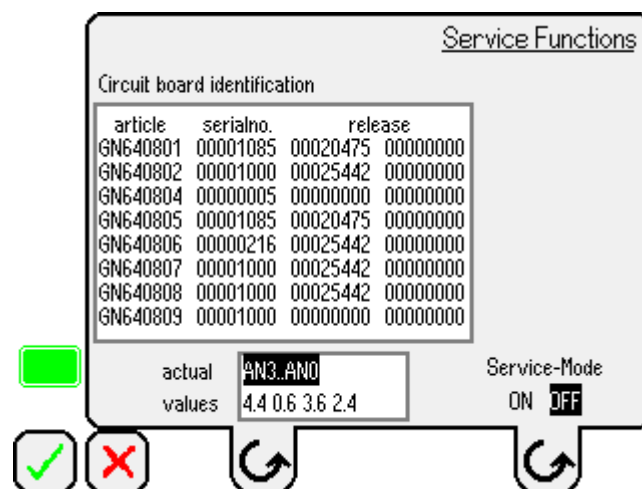 Service Functions
Circuit board identification
article serialno. release
GN640801 00001085 00020475 00000000
GN640802 00001000 00025442 00000000
GN640804 00000005 00000000 00000000
GN640805 00001085 00020475 00000000
GN640806 00000216 00025442 00000000
GN640807 00001000 00025442 00000000
GN640808 00001000 00025442 00000000
GN640809 00001000 00000000 00000000
actual AN3..AN0 Service-Mode
values 4.4 0.6 3.6 2.4 ON OFF